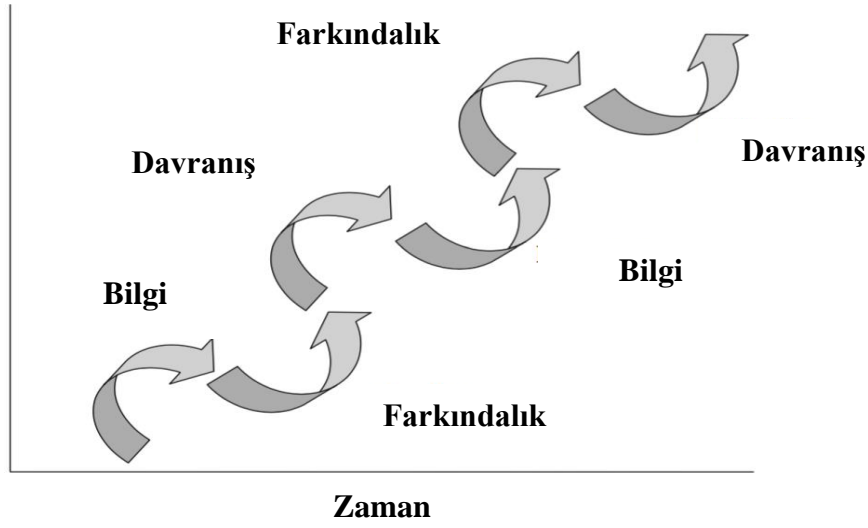 Farkındalık
Davranış
Davranış
Bilgi
Bilgi
Farkındalık
Zaman